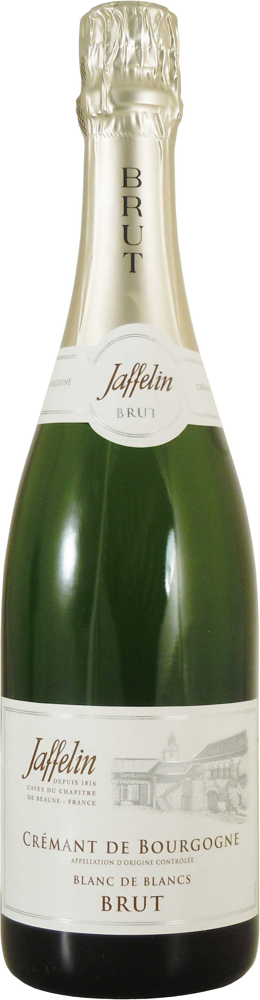 BRUT
Jaffelin
BRUT
Jaffelin
DEPUIS 1816
CAVES DU CHAPITRE
DE BEAUNE - FRANCE
CRÉMANT DE BOURGOGNE
APPELLATION D'ORIGINE CONTRÔLÉE
BLANC DE BLANCS
BRUT